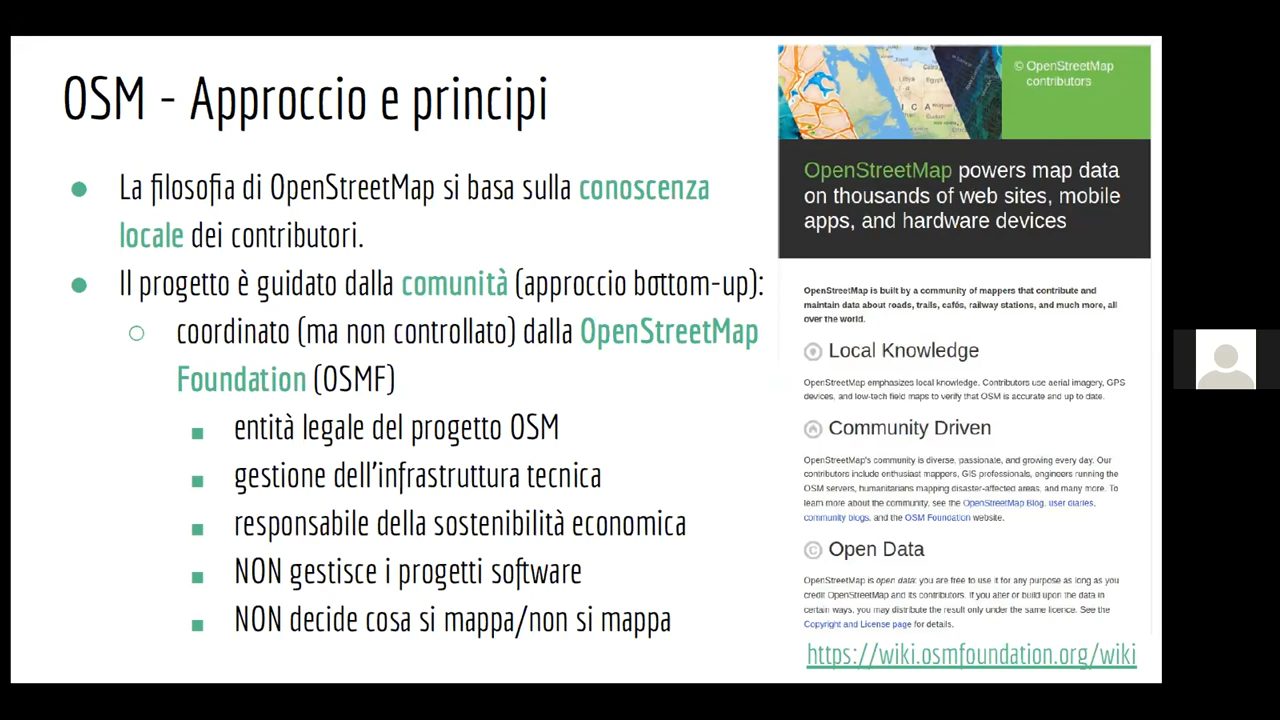 OSM - Approccio e principi
La filosofia di OpenStreetMap si basa sulla conoscenza
locale dei contributori.
Il progetto è guidato dalla comunità (approccio bottom-up):
coordinato (ma non controllato) dalla OpenStreetMap
Foundation (OSMF)
entità legale del progetto OSM
gestione dell'infrastruttura tecnica
responsabile della sostenibilità economica
NON gestisce i progetti software
NON decide cosa si mappa/non si mappa
Libya
Egypt
© OpenStreetMap
contributors
OpenStreetMap powers map data
on thousands of web sites, mobile
apps, and hardware devices
OpenStreetMap is built by a community of mappers that contribute and
maintain data about roads, trails, cafés, railway stations, and much more, all
over the world.
Local Knowledge
OpenStreetMap emphasizes local knowledge. Contributors use aerial imagery, GPS
devices, and low-tech field maps to verify that OSM is accurate and up to date.
Community Driven
OpenStreetMap's community is diverse, passionate, and growing every day. Our
contributors include enthusiast mappers, GIS professionals, engineers running the
OSM servers, humanitarians mapping disaster-affected areas, and many more. To
learn more about the community, see the OpenStreetMap Blog, user diaries,
community blogs, and the OSM Foundation website.
Open Data
OpenStreetMap is open data: you are free to use it for any purpose as long as you
credit OpenStreetMap and its contributors. If you alter or build upon the data in
certain ways, you may distribute the result only under the same licence. See the
Copyright and License page for details.
https://wiki.osmfoundation.org/wiki